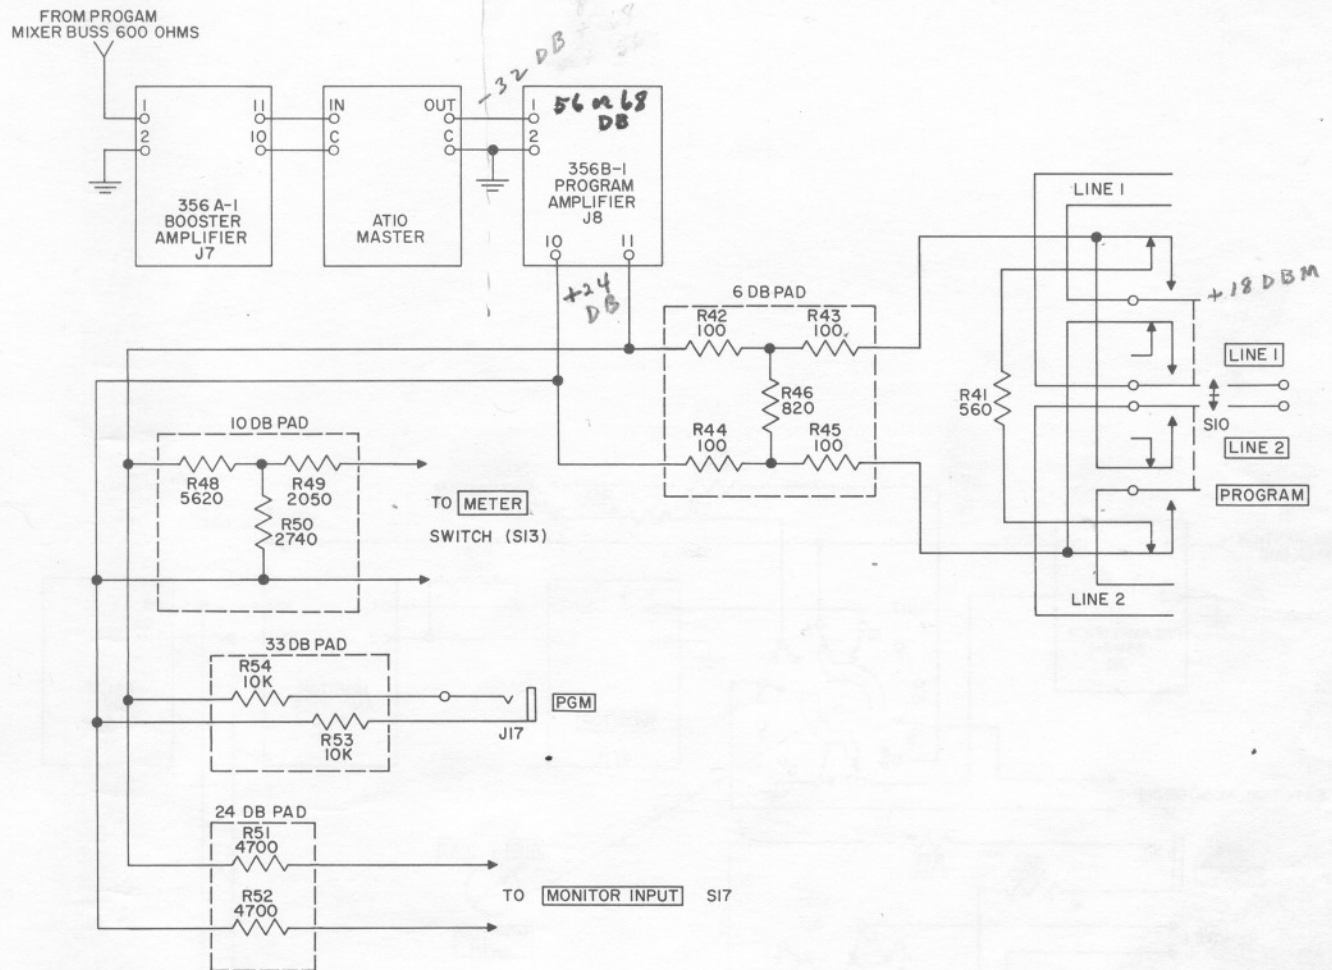 FROM PROGAM
MIXER BUSS 600 OHMS
1
2
11
10
356 A-1
BOOSTER
AMPLIFIER
J7
IN
C
OUT
C
AT10
MASTER
-32 DB
1
2
56 or 68
DB
356B-1
PROGRAM
AMPLIFIER
J8
10
11
+24
DB
6 DB PAD
R42
100
R43
100
R46
820
R44
100
R45
100
LINE 1
+18 DBM
R41
560
LINE 1
S10
LINE 2
PROGRAM
LINE 2
10 DB PAD
R48
5620
R49
2050
R50
2740
TO METER
SWITCH (S13)
33 DB PAD
R54
10K
R53
10K
J17
PGM
24 DB PAD
R51
4700
R52
4700
TO MONITOR INPUT S17